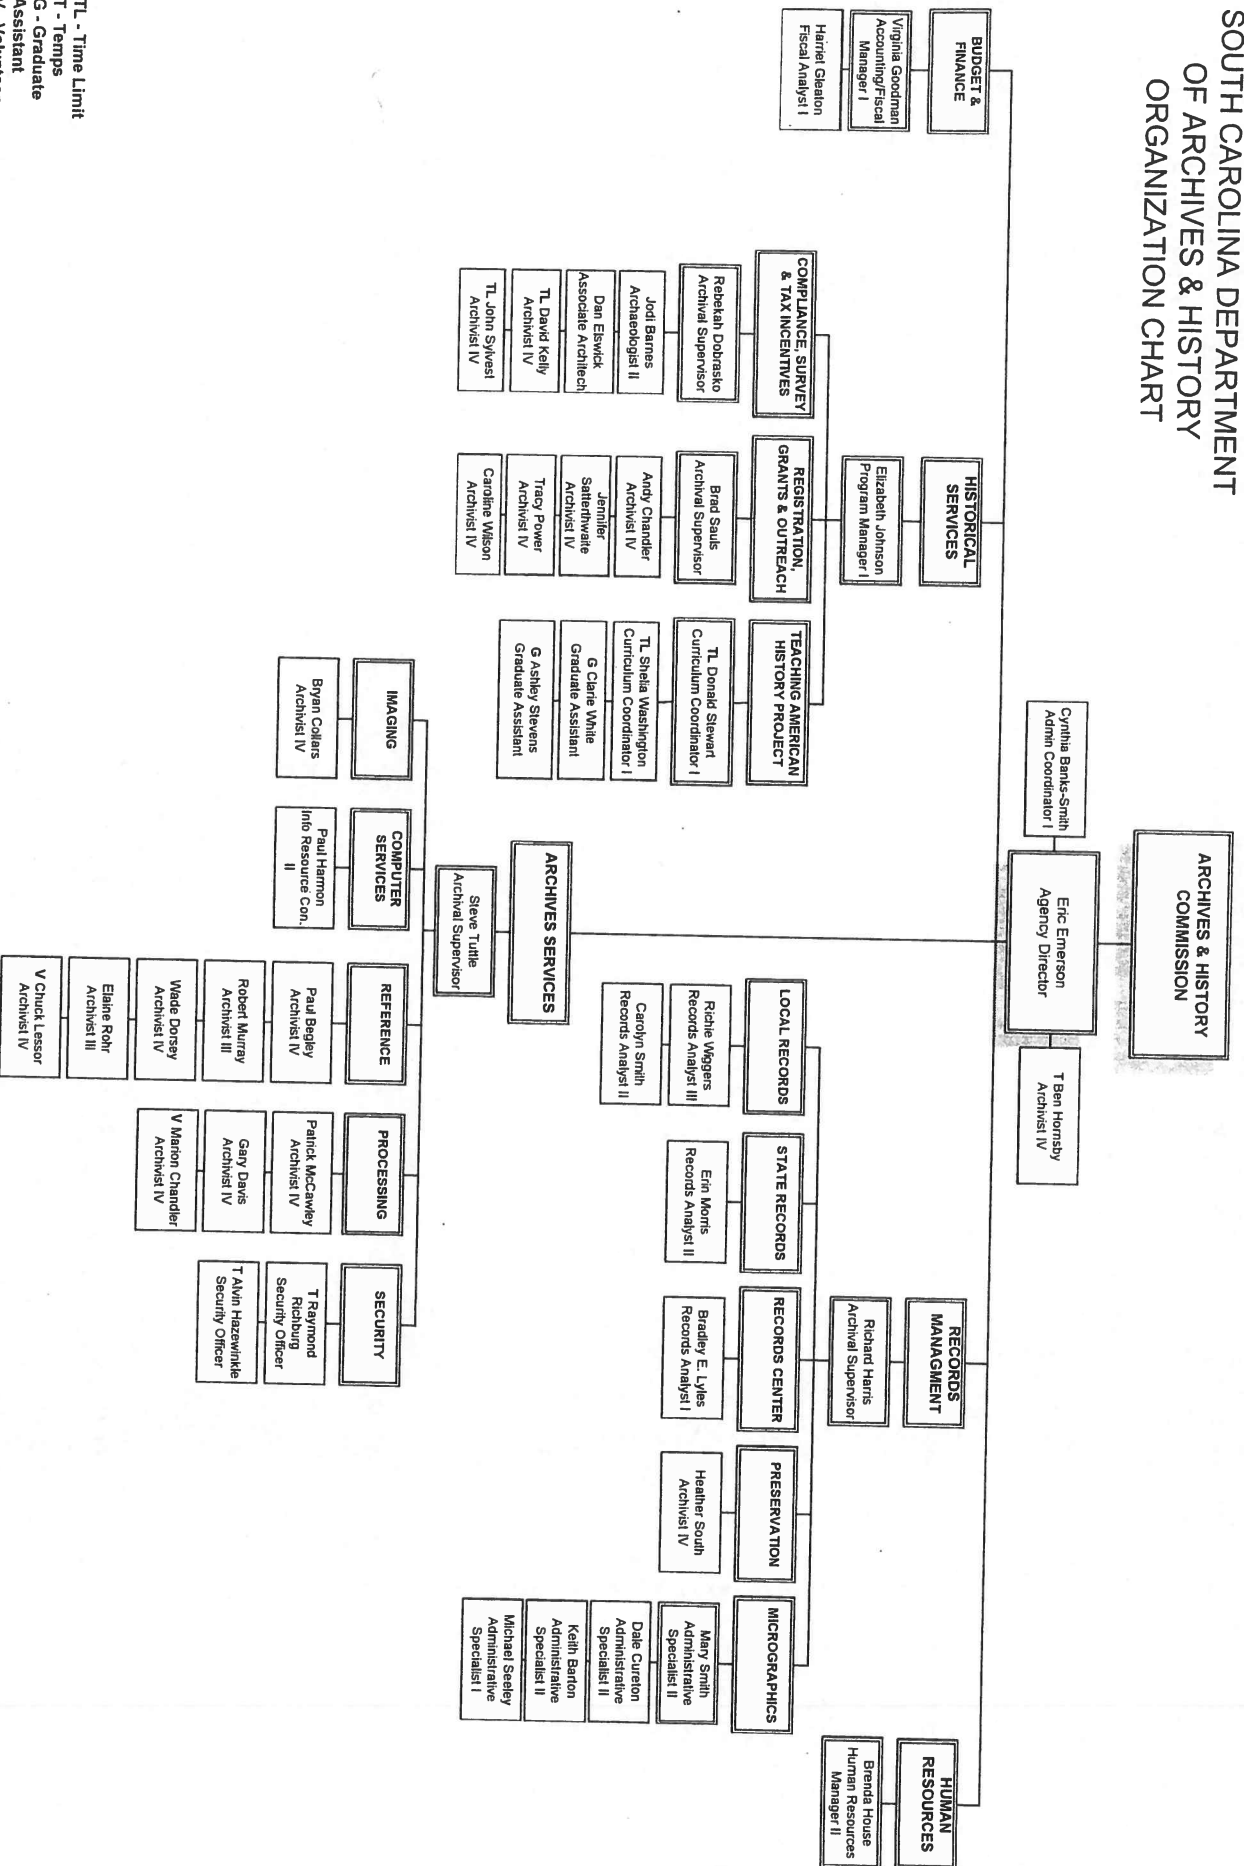 SOUTH CAROLINA DEPARTMENT
OF ARCHIVES & HISTORY
ORGANIZATION CHART
ARCHIVES & HISTORY
COMMISSION
Cynthia Banks-Smith
Admin Coordinator I
Eric Emerson
Agency Director
T Ben Hornsby
Archivist IV
BUDGET &
FINANCE
Virginia Goodman
Accounting/Fiscal
Manager I
Harriet Gleaton
Fiscal Analyst I
HISTORICAL
SERVICES
Elizabeth Johnson
Program Manager I
COMPLIANCE, SURVEY
& TAX INCENTIVES
Rebekah Dobrasko
Archival Supervisor
Jodi Barnes
Archaeologist II
Dan Elswick
Associate Architech
TL David Kelly
Archivist IV
TL John Sylvest
Archivist IV
REGISTRATION,
GRANTS & OUTREACH
Brad Sauls
Archival Supervisor
Andy Chandler
Archivist IV
Jennifer
Satterthwaite
Archivist IV
Tracy Power
Archivist IV
Caroline Wilson
Archivist IV
TEACHING AMERICAN
HISTORY PROJECT
TL Donald Stewart
Curriculum Coordinator I
TL Shelia Washington
Curriculum Coordinator I
G Clarie White
Graduate Assistant
G Ashley Stevens
Graduate Assistant
ARCHIVES SERVICES
Steve Tuttle
Archival Supervisor
IMAGING
Bryan Collars
Archivist IV
COMPUTER
SERVICES
Paul Harmon
Info Resource Con.
II
REFERENCE
Paul Begley
Archivist IV
Robert Murray
Archivist III
Wade Dorsey
Archivist IV
Elaine Rohr
Archivist III
V Chuck Lessor
Archivist IV
PROCESSING
Patrick McCawley
Archivist IV
Gary Davis
Archivist IV
V Marion Chandler
Archivist IV
SECURITY
T Raymond
Richburg
Security Officer
T Alvin Hazewinkle
Security Officer
RECORDS
MANAGMENT
Richard Harris
Archival Supervisor
LOCAL RECORDS
Richie Wiggers
Records Analyst III
Carolyn Smith
Records Analyst II
STATE RECORDS
Erin Morris
Records Analyst II
RECORDS CENTER
Bradley E. Lyles
Records Analyst I
PRESERVATION
Heather South
Archivist IV
MICROGRAPHICS
Mary Smith
Administrative
Specialist II
Dale Cureton
Administrative
Specialist II
Keith Barton
Administrative
Specialist II
Michael Seeley
Administrative
Specialist I
HUMAN
RESOURCES
Brenda House
Human Resources
Manager II
TL - Time Limit
T - Temps
G - Graduate
Assistant